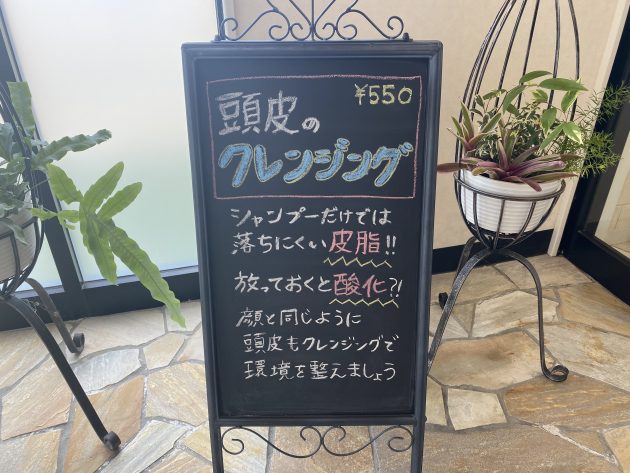 ¥550
頭皮の
クレンジング
シャンプーだけでは
落ちにくい皮脂!!
放っておくと酸化?!
顔と同じように
頭皮もクレンジングで
環境を整えましょう